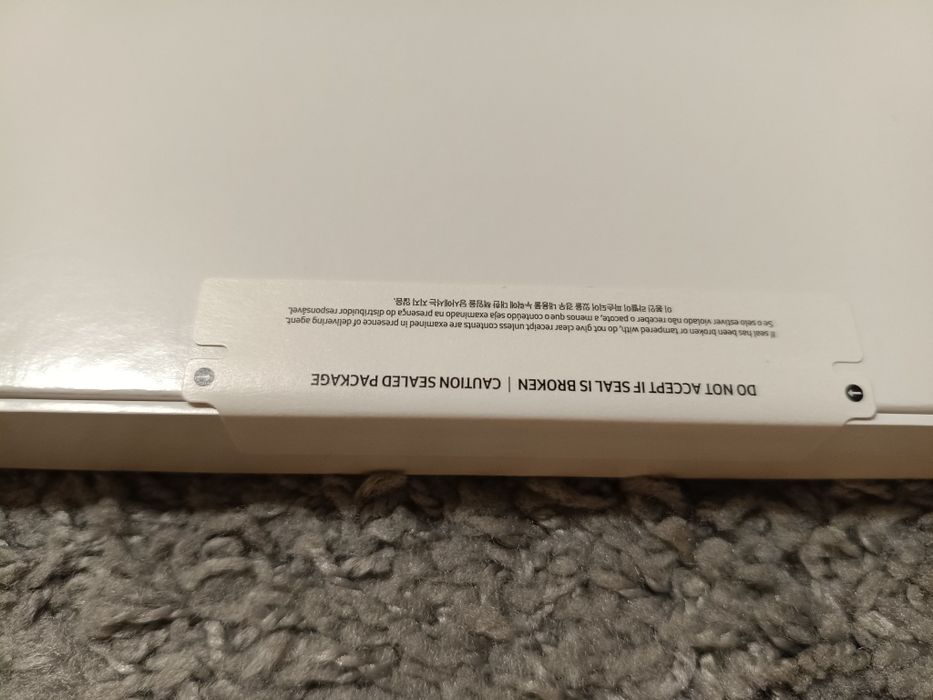 DO NOT ACCEPT IF SEAL IS BROKEN | CAUTION SEALED PACKAGE
If seal has been broken or tampered with, do not give clear receipt unless contents are examined in presence of delivering agent.
Se o selo estiver violado não receber o pacote, a menos que o conteúdo seja examinado na presença do distribuidor responsável.
이 봉인 라벨이 파손되어 있을 경우 내용물 누락에 대한 책임을 당사에서는 지지 않음.